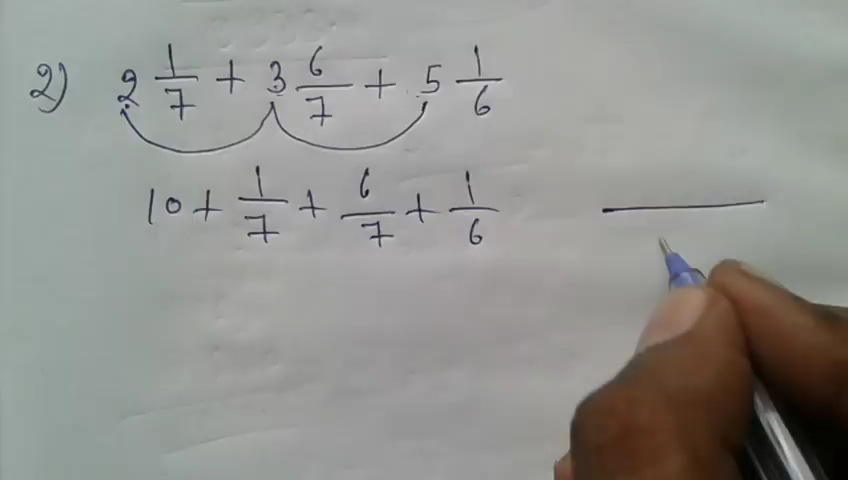 2) 2 1/7 + 3 6/7 + 5 1/6
10 + 1/7 + 6/7 + 1/6